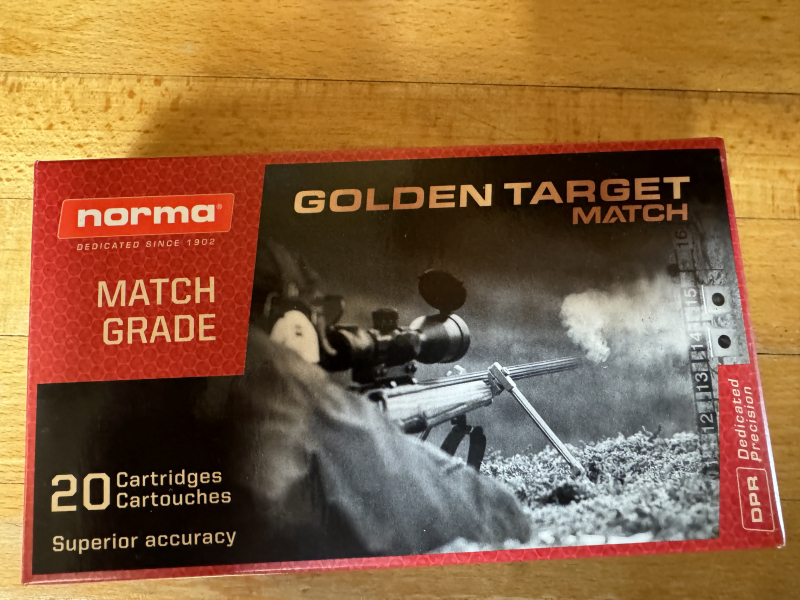 norma®
DEDICATED SINCE 1902
MATCH
GRADE
GOLDEN TARGET
MATCH
16
15
14
13
12
20 Cartridges
Cartouches
Superior accuracy
DPR Dedicated
Precision